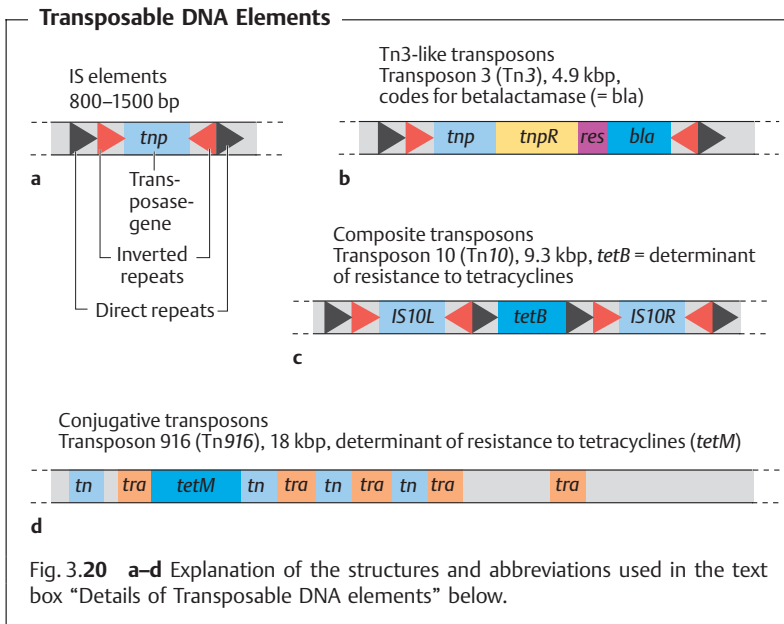 Transposable DNA Elements
IS elements
800–1500 bp
tnp
a
Trans-
posase-
gene
Inverted
repeats
Direct repeats
Tn3-like transposons
Transposon 3 (Tn3), 4.9 kbp,
codes for betalactamase (= bla)
tnp tnpR res bla
b
Composite transposons
Transposon 10 (Tn10), 9.3 kbp, tetB = determinant
of resistance to tetracyclines
IS10L tetB IS10R
c
Conjugative transposons
Transposon 916 (Tn916), 18 kbp, determinant of resistance to tetracyclines (tetM)
tn tra tetM tn tra tn tra tn tra tra
d
Fig. 3.20 a–d Explanation of the structures and abbreviations used in the text
box “Details of Transposable DNA elements” below.